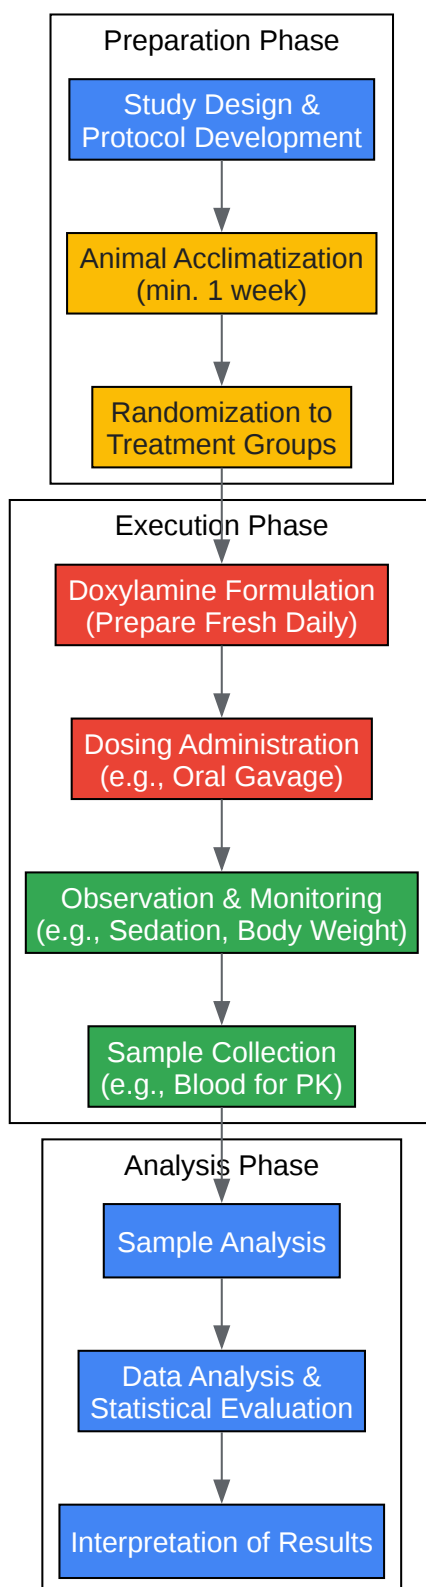 Preparation Phase
Study Design &
Protocol Development
Animal Acclimatization
(min. 1 week)
Randomization to
Treatment Groups
Execution Phase
Doxylamine Formulation
(Prepare Fresh Daily)
Dosing Administration
(e.g., Oral Gavage)
Observation & Monitoring
(e.g., Sedation, Body Weight)
Sample Collection
(e.g., Blood for PK)
Analysis Phase
Sample Analysis
Data Analysis &
Statistical Evaluation
Interpretation of Results